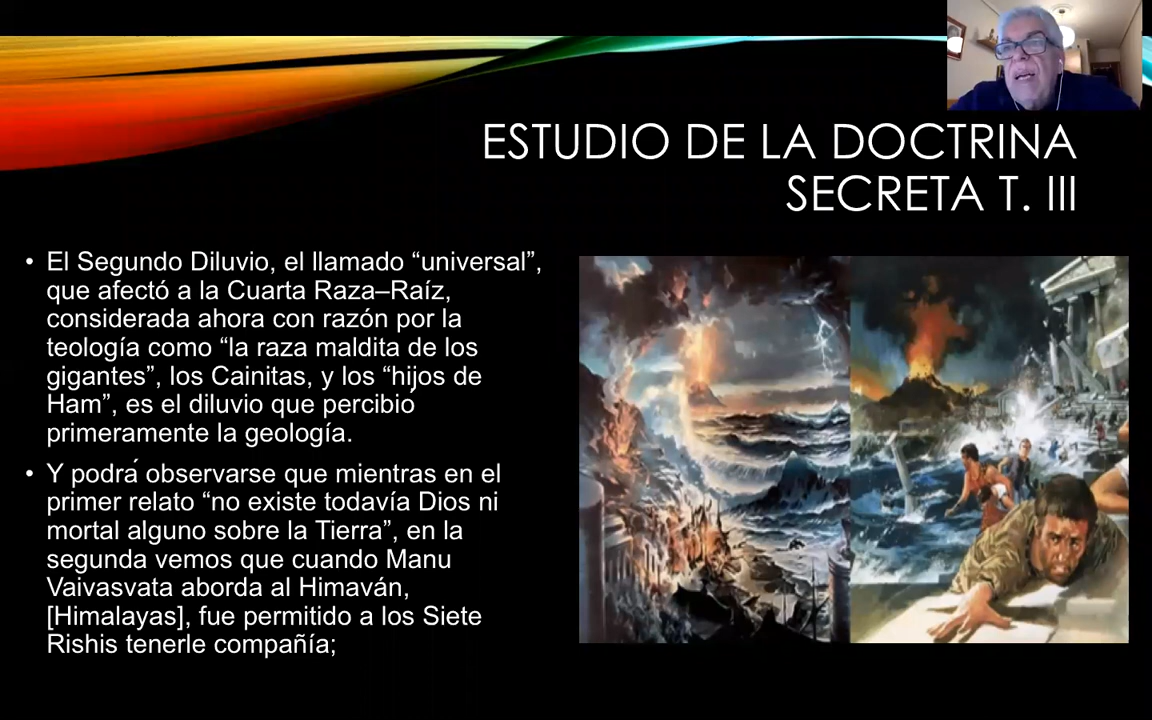 ESTUDIO DE LA DOCTRINA
SECRETA T. III
• El Segundo Diluvio, el llamado “universal”,
que afectó a la Cuarta Raza–Raíz,
considerada ahora con razón por la
teología como “la raza maldita de los
gigantes”, los Cainitas, y los “hijos de
Ham”, es el diluvio que percibio
primeramente la geología.
• Y podrá observarse que mientras en el
primer relato “no existe todavía Dios ni
mortal alguno sobre la Tierra”, en la
segunda vemos que cuando Manu
Vaivasvata aborda al Himaván,
[Himalayas], fue permitido a los Siete
Rishis tenerle compañía;